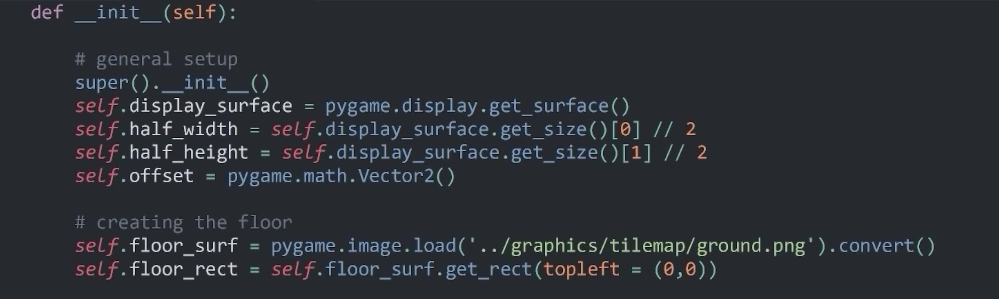 def __init__(self):
# general setup
super().__init__()
self.display_surface = pygame.display.get_surface()
self.half_width = self.display_surface.get_size()[0] // 2
self.half_height = self.display_surface.get_size()[1] // 2
self.offset = pygame.math.Vector2()
# creating the floor
self.floor_surf = pygame.image.load('../graphics/tilemap/ground.png').convert()
self.floor_rect = self.floor_surf.get_rect(topleft = (0,0))